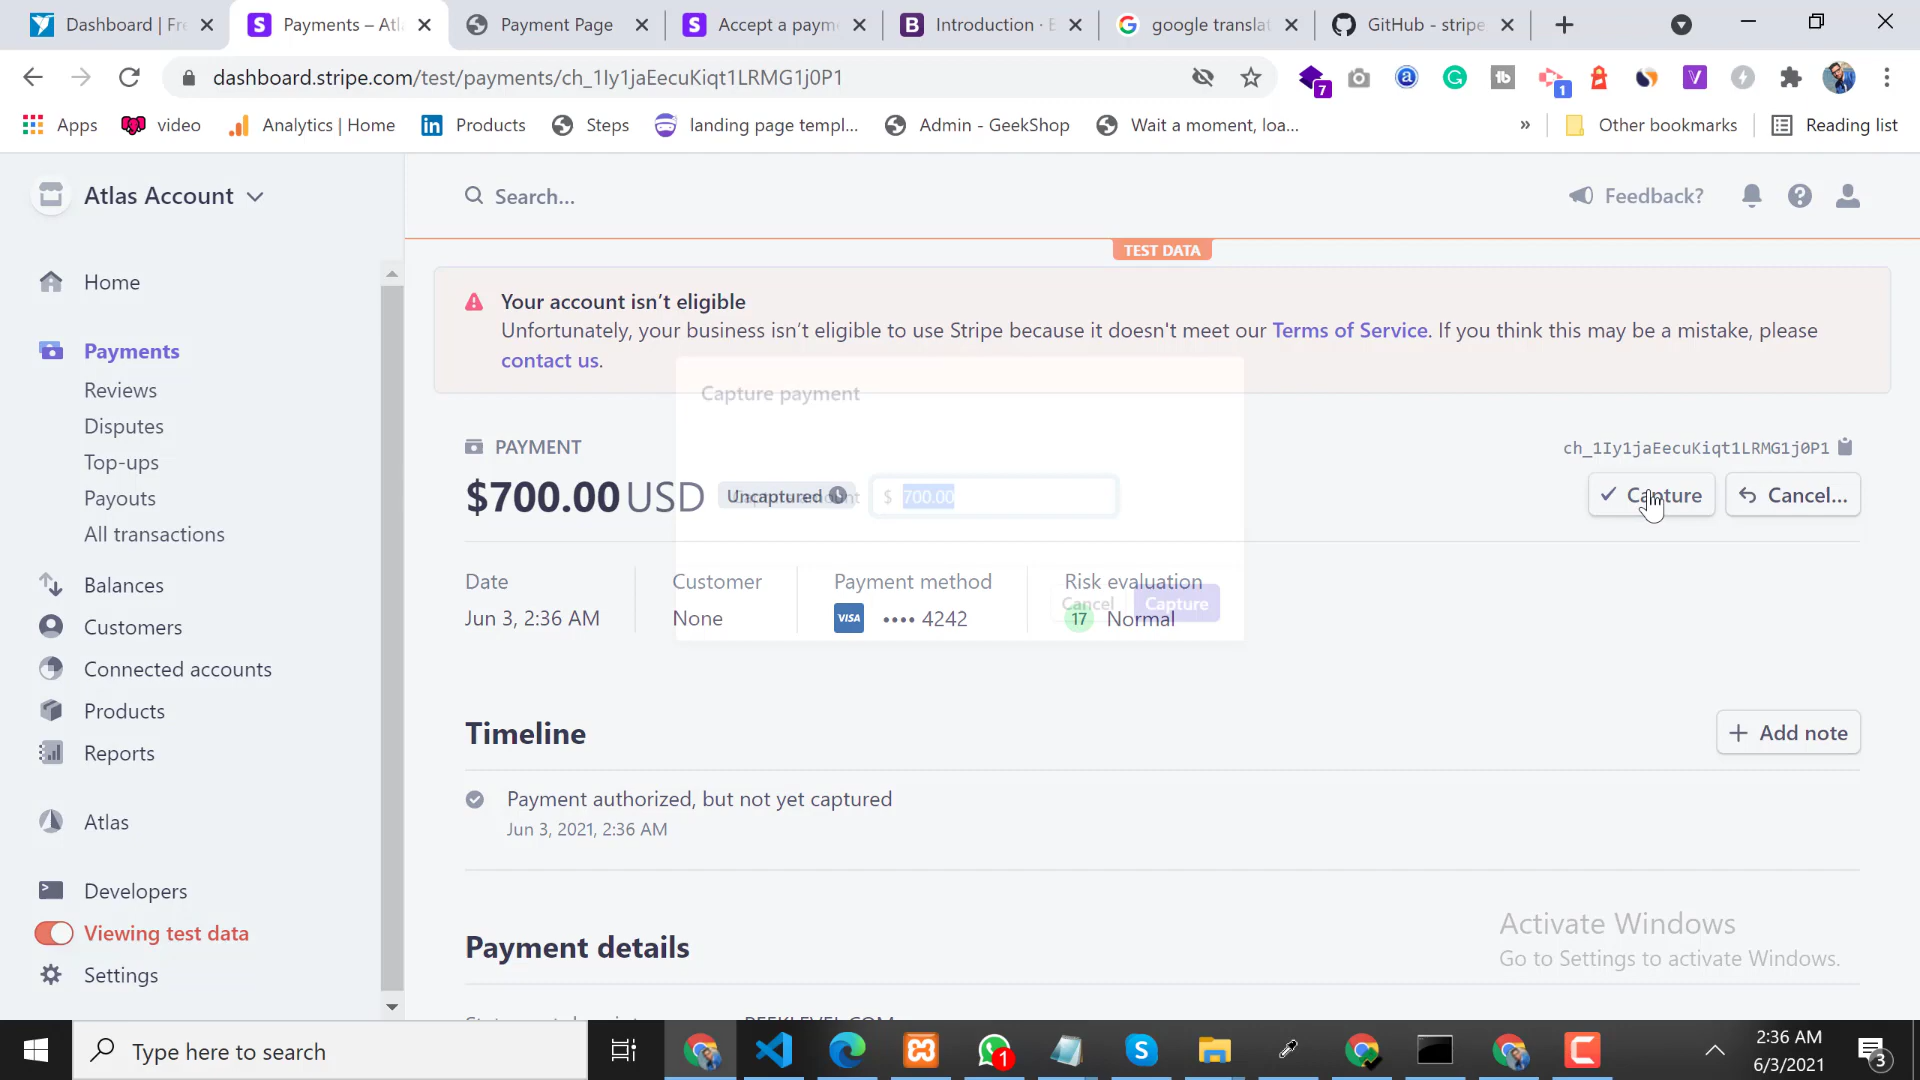 Dashboard | Fre
Payments – Atl
Payment Page
Accept a paym
Introduction · B
google translat
GitHub - stripe
dashboard.stripe.com/test/payments/ch_1Iy1jaEecuKiqt1LRMG1j0P1
7
1
Apps
video
Analytics | Home
Products
Steps
landing page templ...
Admin - GeekShop
Wait a moment, loa...
»
Other bookmarks
Reading list
Atlas Account
Search...
Feedback?
TEST DATA
Home
Payments
Reviews
Disputes
Top-ups
Payouts
All transactions
Balances
Customers
Connected accounts
Products
Reports
Atlas
Developers
Viewing test data
Settings
Your account isn't eligible
Unfortunately, your business isn't eligible to use Stripe because it doesn't meet our Terms of Service. If you think this may be a mistake, please
contact us.
Capture payment
PAYMENT
ch_1Iy1jaEecuKiqt1LRMG1j0P1
$700.00 USD
Uncaptured
$ 700.00
Capture
Cancel...
Date
Customer
Payment method
Risk evaluation
Cancel
Capture
Jun 3, 2:36 AM
None
VISA
•••• 4242
17
Normal
Timeline
Add note
Payment authorized, but not yet captured
Jun 3, 2021, 2:36 AM
Payment details
Activate Windows
Go to Settings to activate Windows.
Type here to search
1
2:36 AM
6/3/2021
3